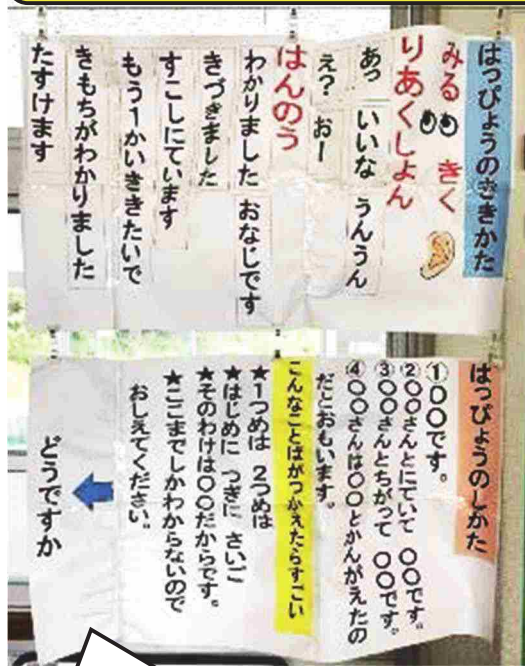 はっぴょうのききかた
みる きく
りあくしょん
あっ いいな うんうん
え? おー
はんのう
わかりました おなじです
きづきました
すこしにています
もう1かいききたいで
きもちがわかりました
たすけます
はっぴょうのしかた
①○○です。
②○○さんとにていて ○○です。
③○○さんとちがって ○○です。
④○○さんは○○とかんがえたの
だとおもいます。
こんなことばがつかえたらすごい
★1つめは 2つめは
★はじめに つぎに さいご
★そのわけは○○だからです。
★ここまでしかわからないので
おしえてください。
どうですか